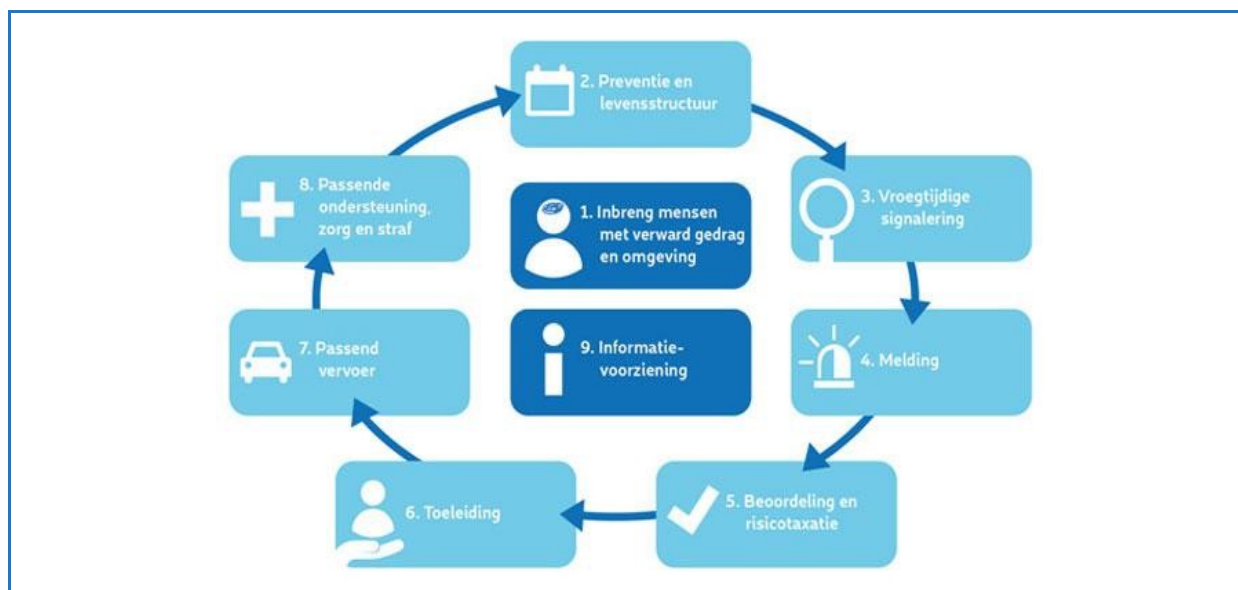 2. Preventie en
levensstructuur
8. Passende
ondersteuning,
zorg en straf
1. Inbreng mensen
met verward gedrag
en omgeving
3. Vroegtijdige
signalering
7. Passend
vervoer
9. Informatie-
voorziening
4. Melding
6. Toeleiding
5. Beoordeling en
risicotaxatie